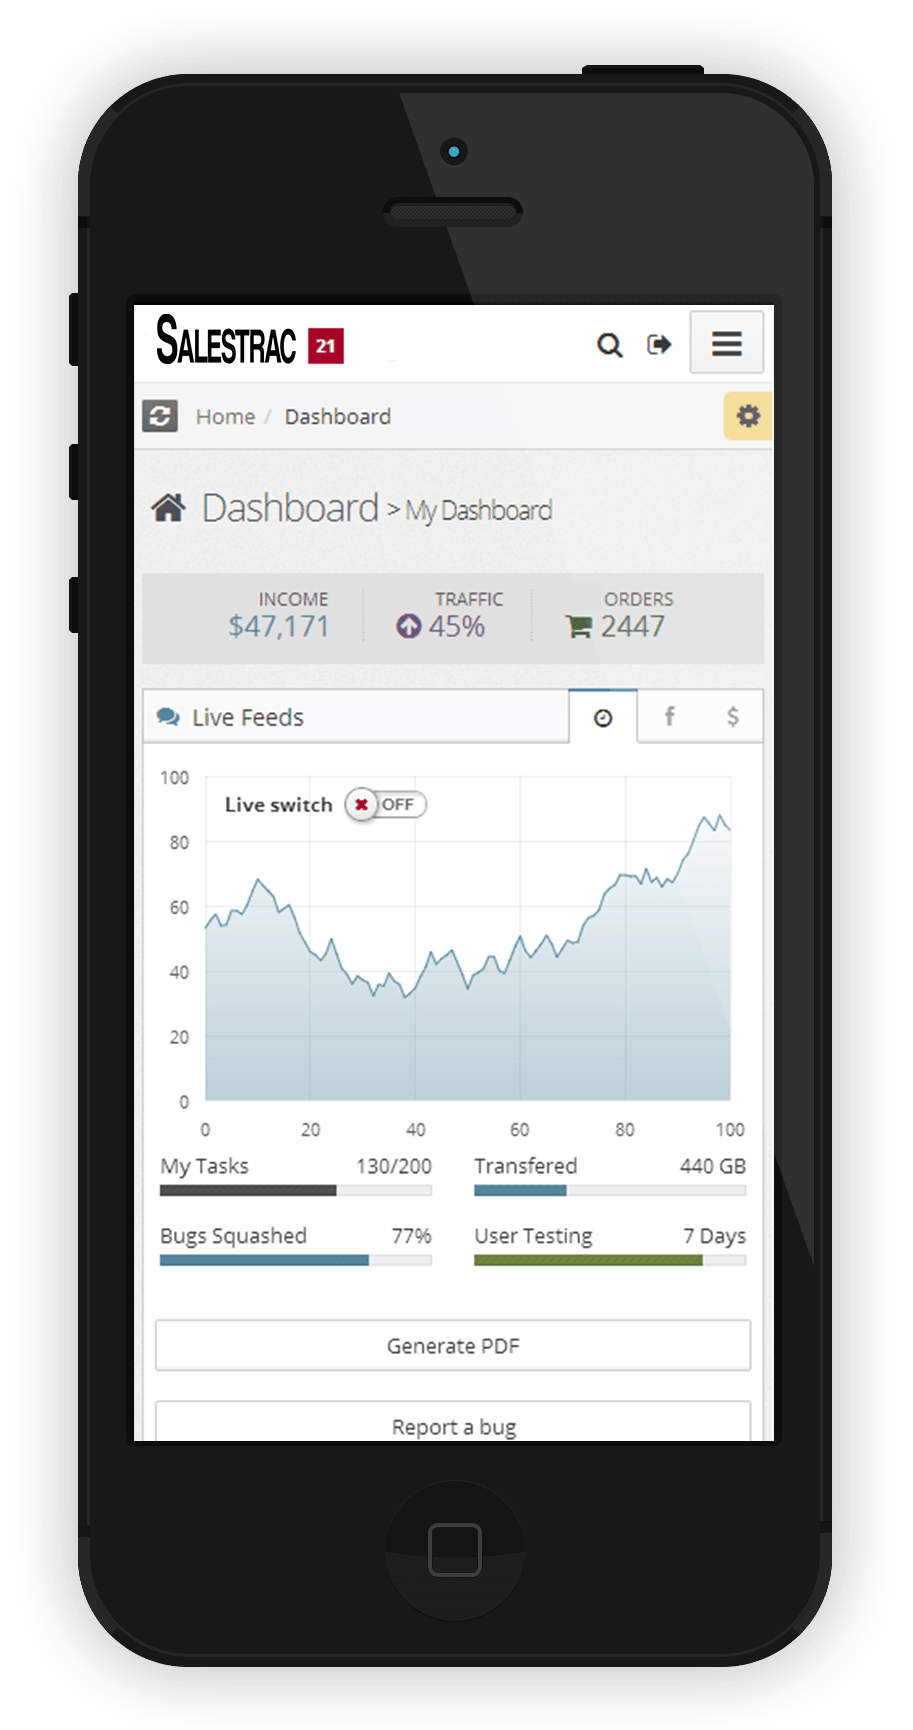 SALESTRAC 21
Home / Dashboard
Dashboard > My Dashboard
INCOME TRAFFIC ORDERS
$47,171 45% 2447
Live Feeds f $
100
Live switch OFF
80
60
40
20
0
0 20 40 60 80 100
My Tasks 130/200 Transfered 440 GB
Bugs Squashed 77% User Testing 7 Days
Generate PDF
Report a bug